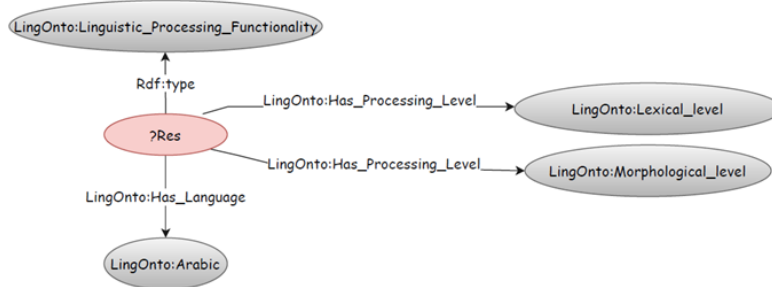 LingOnto:Linguistic_Processing_Functionality
Rdf:type
LingOnto:Has_Processing_Level
LingOnto:Lexical_level
?Res
LingOnto:Has_Processing_Level
LingOnto:Morphological_level
LingOnto:Has_Language
LingOnto:Arabic